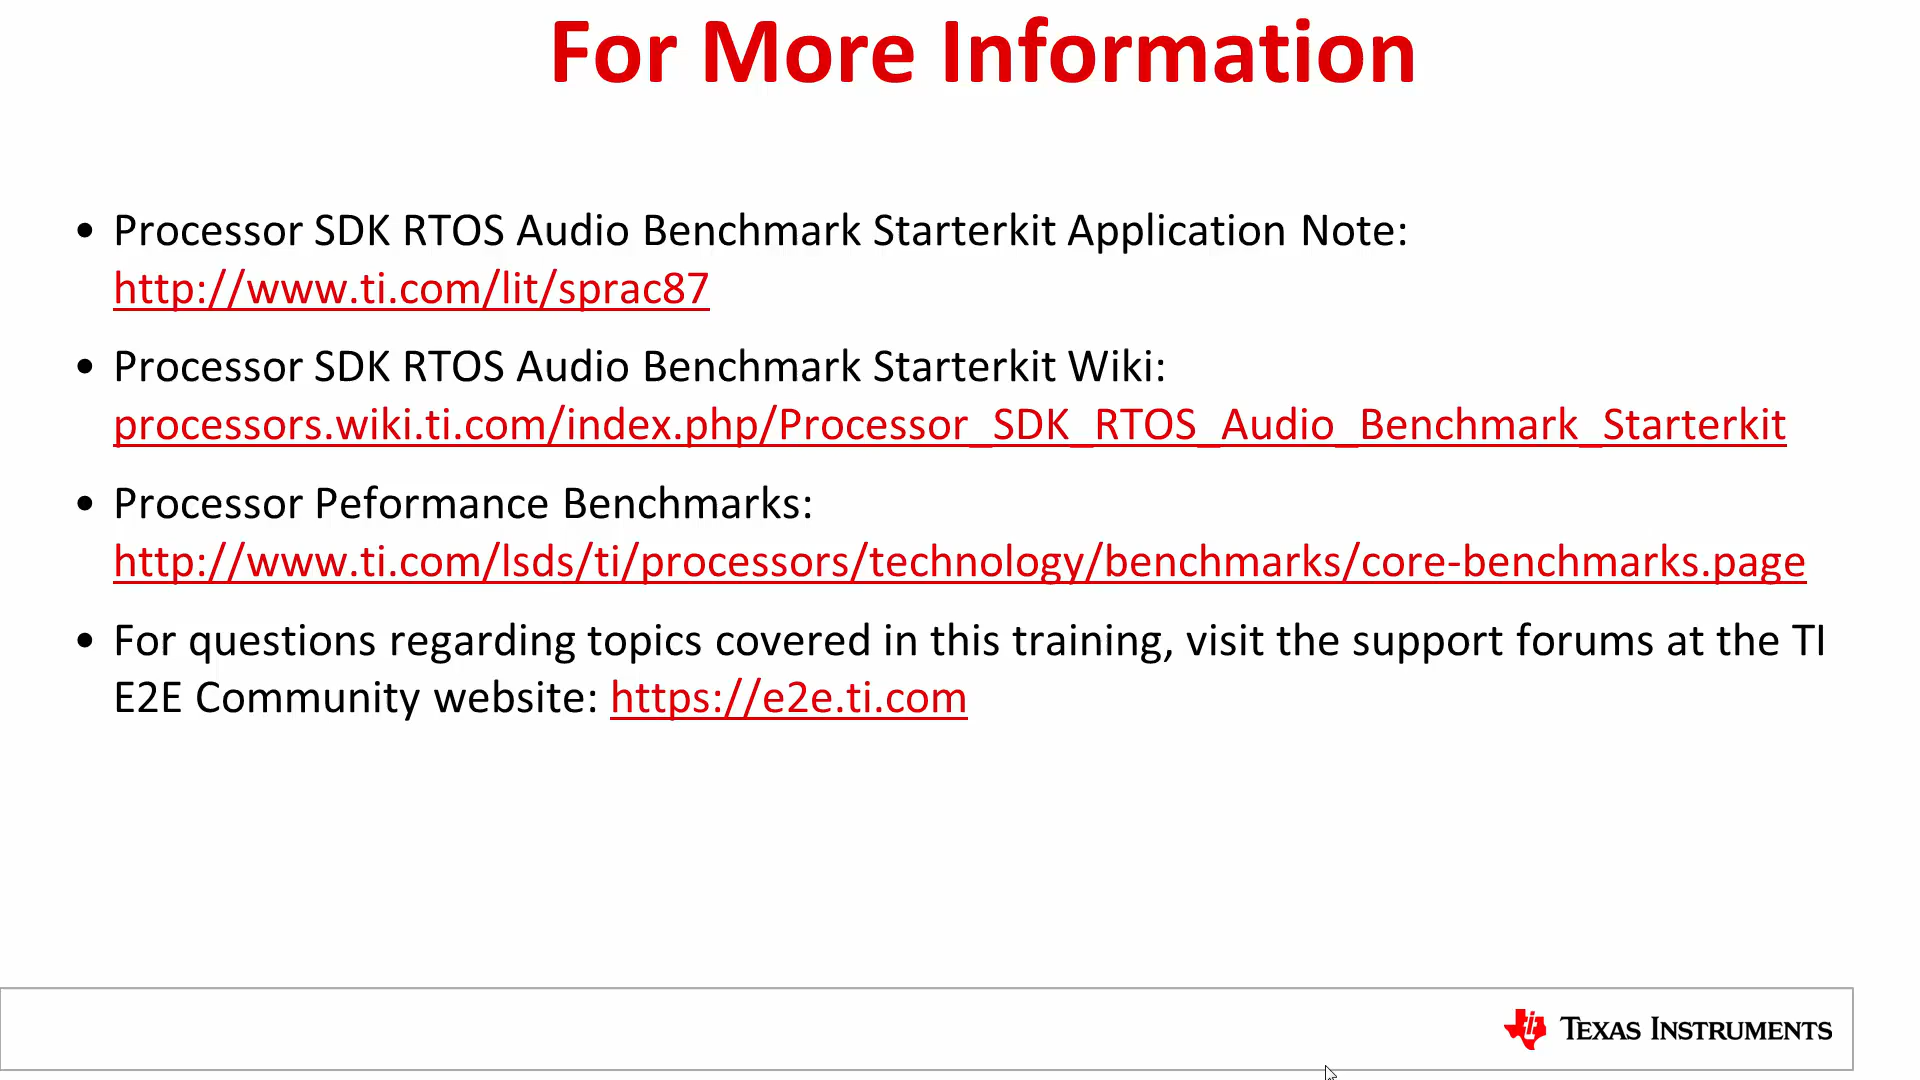 For More Information
• Processor SDK RTOS Audio Benchmark Starterkit Application Note:
http://www.ti.com/lit/sprac87
• Processor SDK RTOS Audio Benchmark Starterkit Wiki:
processors.wiki.ti.com/index.php/Processor_SDK_RTOS_Audio_Benchmark_Starterkit
• Processor Peformance Benchmarks:
http://www.ti.com/lsds/ti/processors/technology/benchmarks/core-benchmarks.page
• For questions regarding topics covered in this training, visit the support forums at the TI
E2E Community website: https://e2e.ti.com
TEXAS INSTRUMENTS